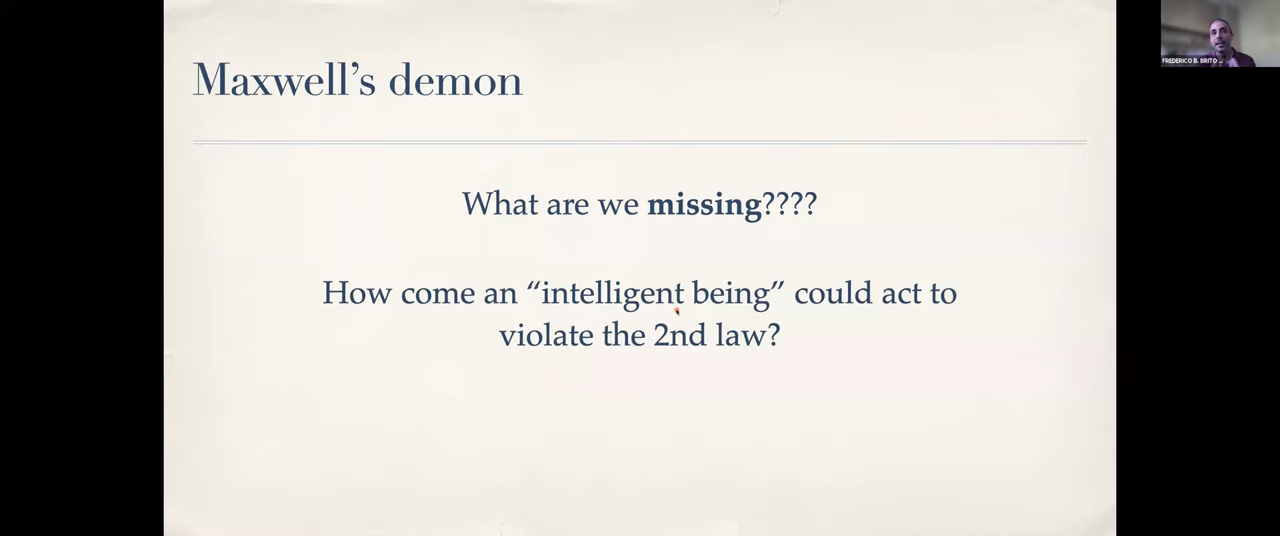 Maxwell's demon
FREDERICO B. BRITO ...
What are we missing????
How come an “intelligent being” could act to
violate the 2nd law?